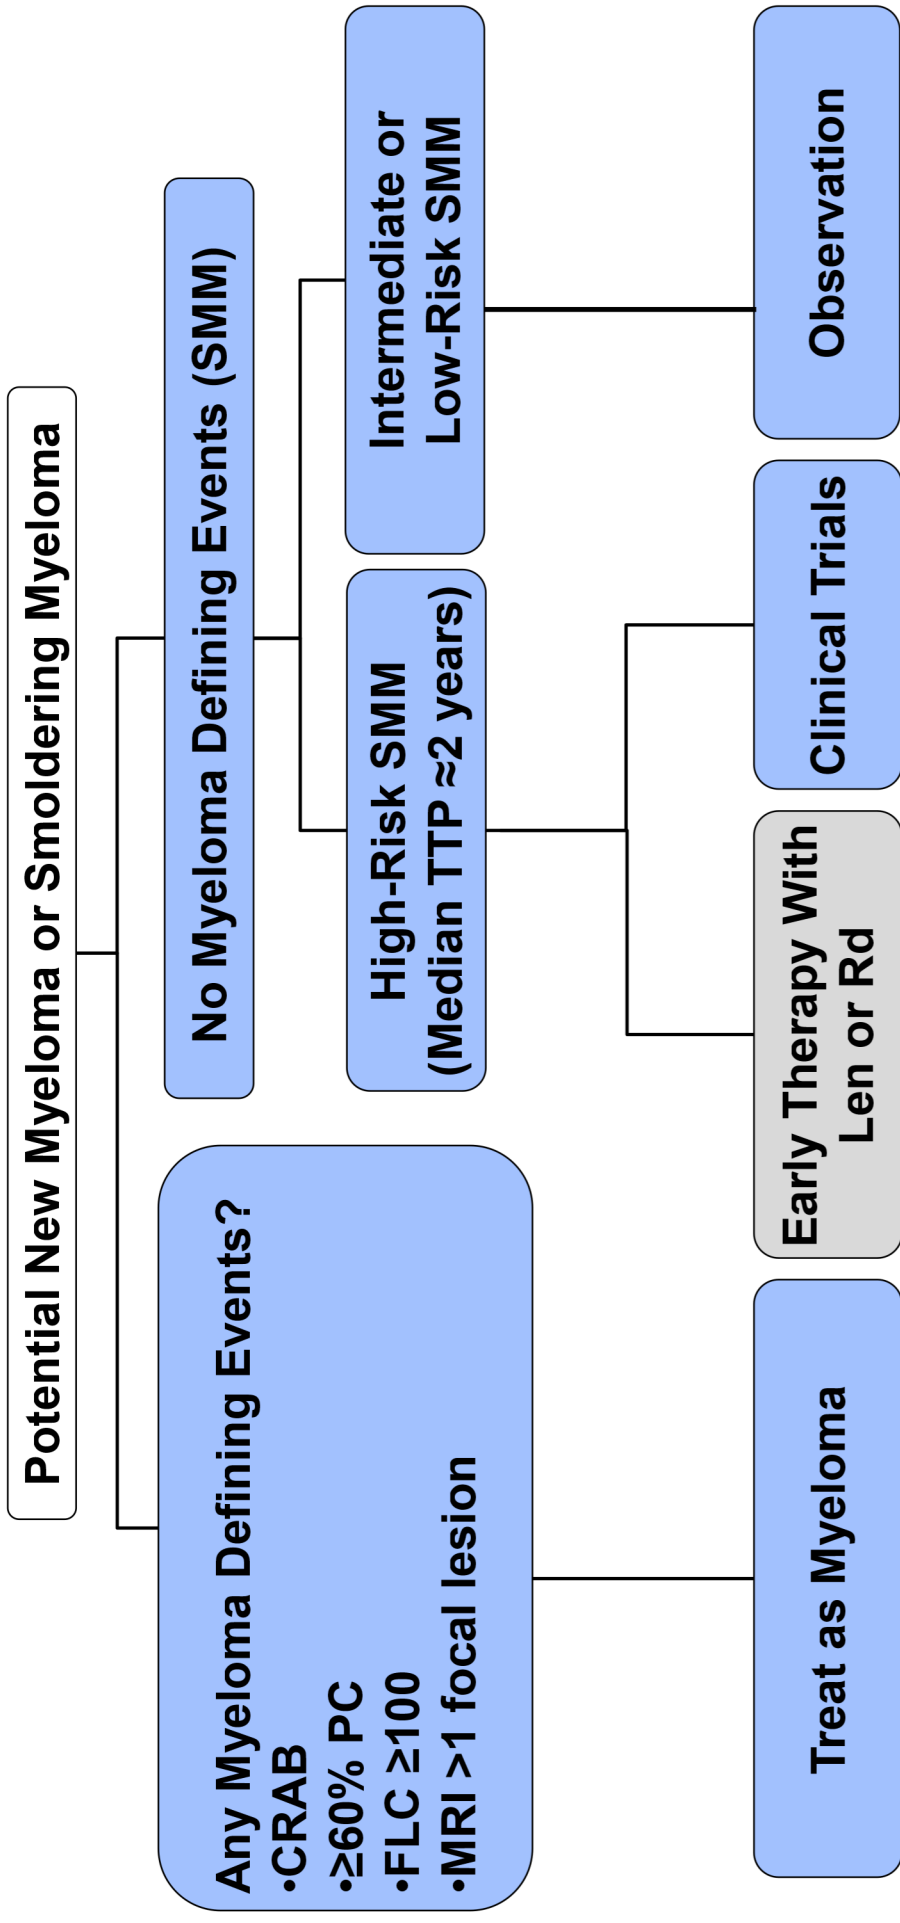 Potential New Myeloma or Smoldering Myeloma
Any Myeloma Defining Events?
•CRAB
•≥60% PC
•FLC ≥100
•MRI >1 focal lesion
No Myeloma Defining Events (SMM)
High-Risk SMM
(Median TTP ≈2 years)
Intermediate or
Low-Risk SMM
Treat as Myeloma
Early Therapy With
Len or Rd
Clinical Trials
Observation